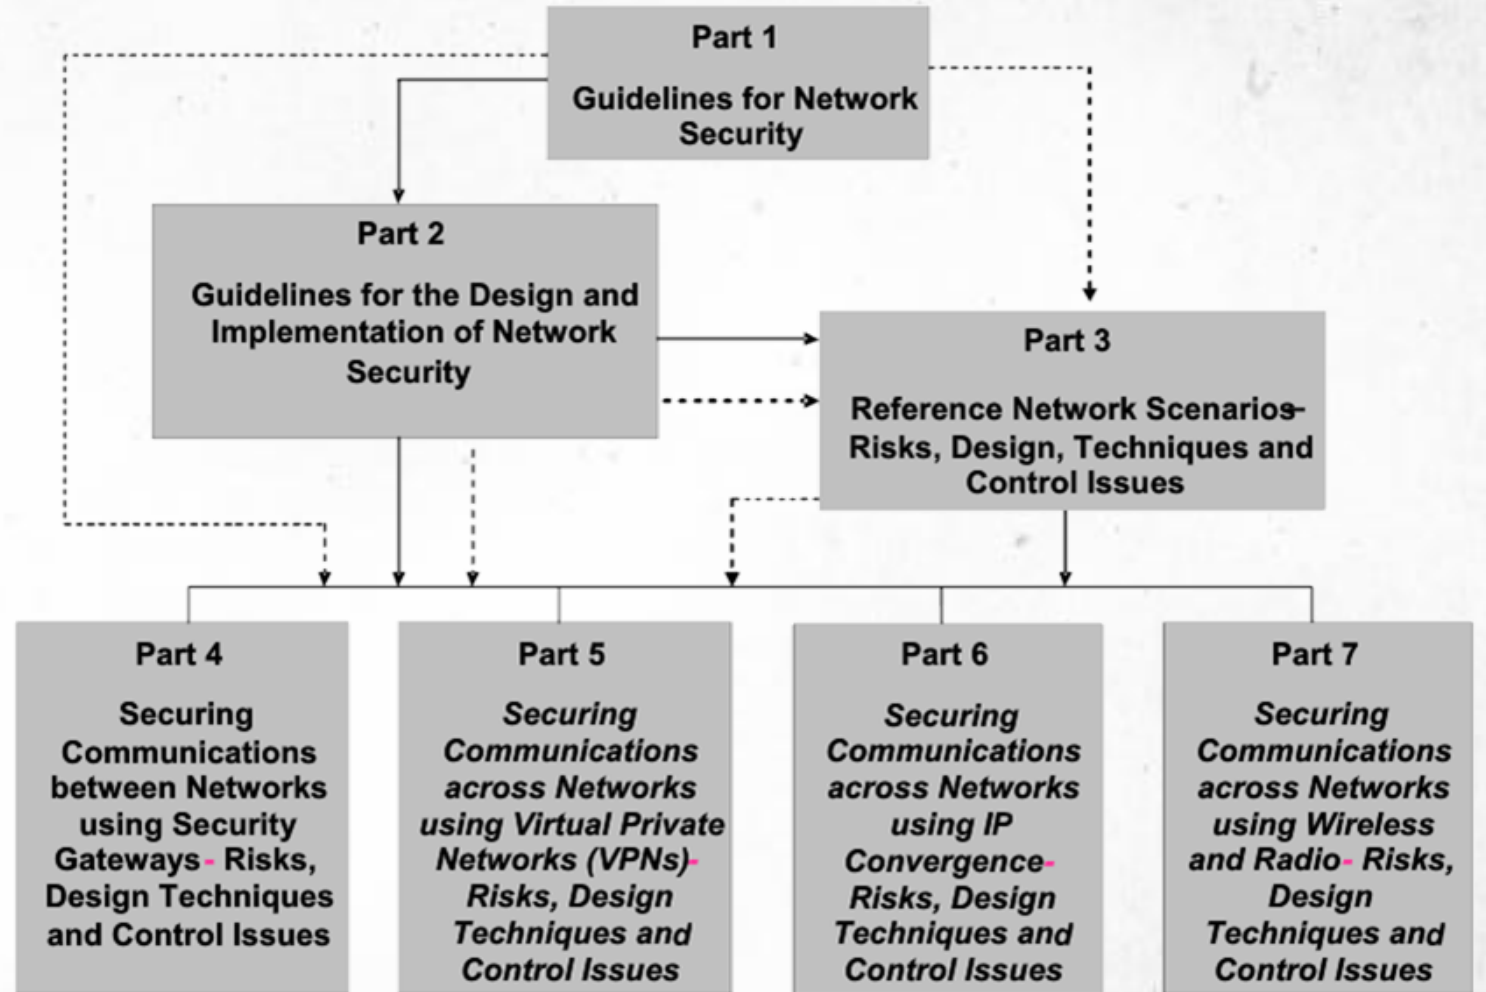 Part 1
Guidelines for Network
Security
Part 2
Guidelines for the Design and
Implementation of Network
Security
Part 3
Reference Network Scenarios–
Risks, Design, Techniques and
Control Issues
Part 4
Securing
Communications
between Networks
using Security
Gateways- Risks,
Design Techniques
and Control Issues
Part 5
Securing
Communications
across Networks
using Virtual Private
Networks (VPNs)-
Risks, Design
Techniques and
Control Issues
Part 6
Securing
Communications
across Networks
using IP
Convergence-
Risks, Design
Techniques and
Control Issues
Part 7
Securing
Communications
across Networks
using Wireless
and Radio- Risks,
Design
Techniques and
Control Issues